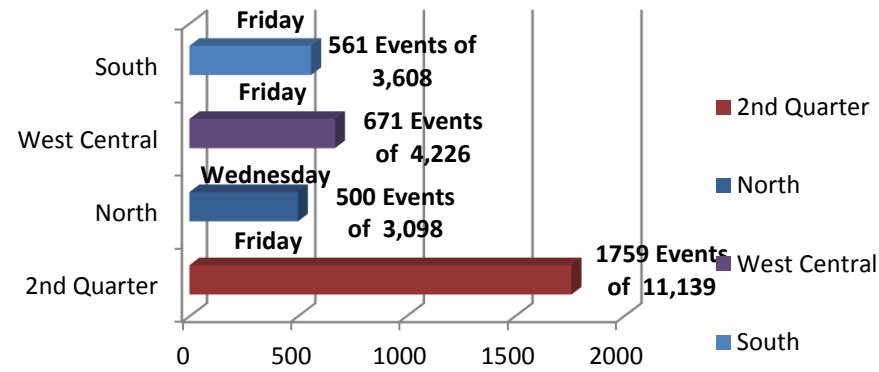 Friday
South
561 Events of
3,608
Friday
West Central
671 Events
of 4,226
Wednesday
North
500 Events
of 3,098
Friday
2nd Quarter
1759 Events
of 11,139
0 500 1000 1500 2000
2nd Quarter
North
West Central
South